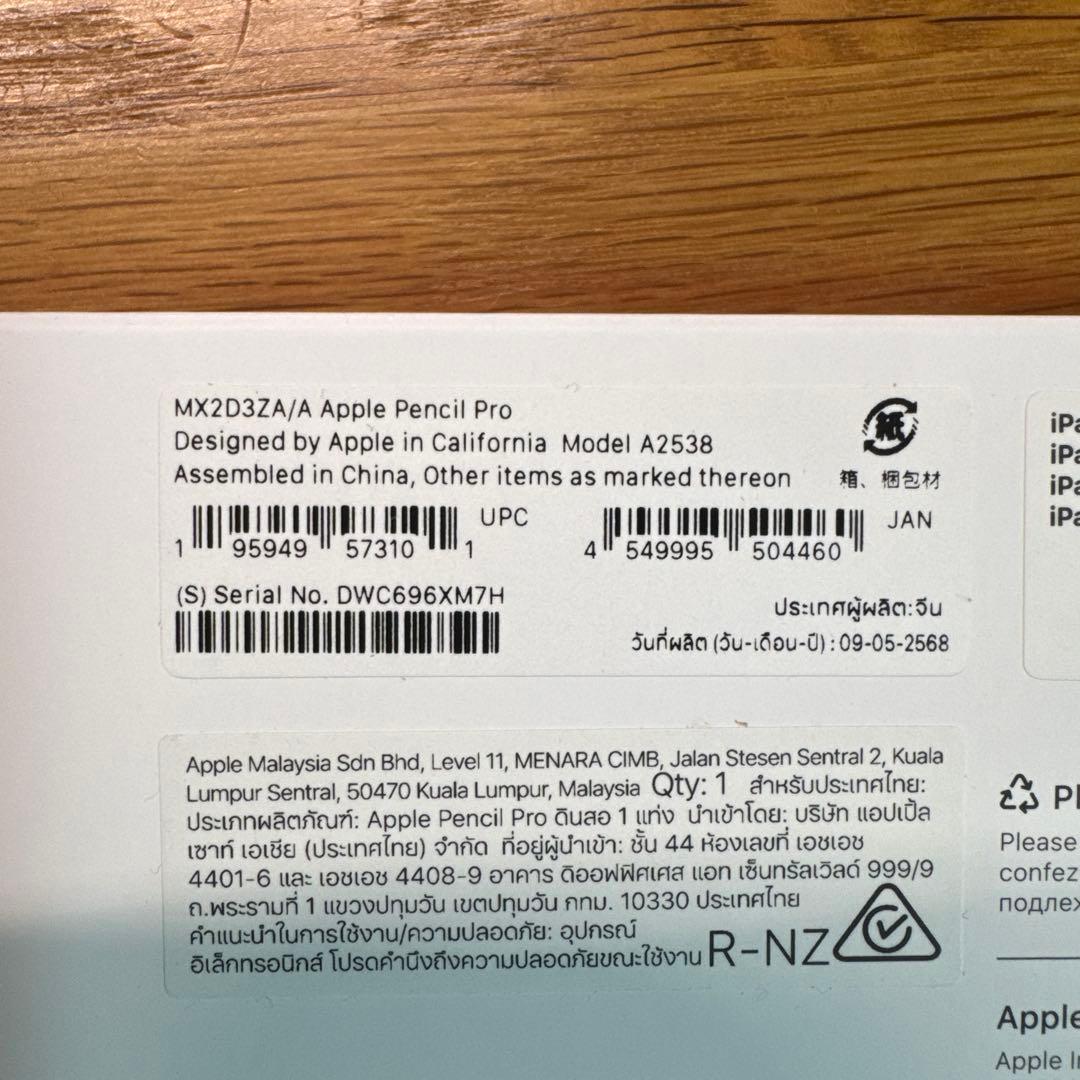 MX2D3ZA/A Apple Pencil Pro
Designed by Apple in California Model A2538
Assembled in China, Other items as marked thereon
紙
箱、梱包材
UPC
1 95949 57310 1
JAN
4 549995 504460
(S) Serial No. DWC696XM7H
ประเทศผู้ผลิต:จีน
วันที่ผลิต (วัน-เดือน-ปี) : 09-05-2568
Apple Malaysia Sdn Bhd, Level 11, MENARA CIMB, Jalan Stesen Sentral 2, Kuala
Lumpur Sentral, 50470 Kuala Lumpur, Malaysia Qty: 1 สำหรับประเทศไทย:
ประเภทผลิตภัณฑ์: Apple Pencil Pro ดินสอ 1 แท่ง นำเข้าโดย: บริษัท แอปเปิ้ล
เซาท์ เอเชีย (ประเทศไทย) จำกัด ที่อยู่ผู้นำเข้า: ชั้น 44 ห้องเลขที่ เอชเอช
4401-6 และ เอชเอช 4408-9 อาคาร ดิออฟฟิศเศส แอท เซ็นทรัลเวิลด์ 999/9
ถ.พระรามที่ 1 แขวงปทุมวัน เขตปทุมวัน กทม. 10330 ประเทศไทย
คำแนะนำในการใช้งาน/ความปลอดภัย: อุปกรณ์
อิเล็กทรอนิกส์ โปรดคำนึงถึงความปลอดภัยขณะใช้งาน R-NZ
iPa
iPa
iPa
iPa
Pl
Please
confez
подлеж
Apple
Apple I